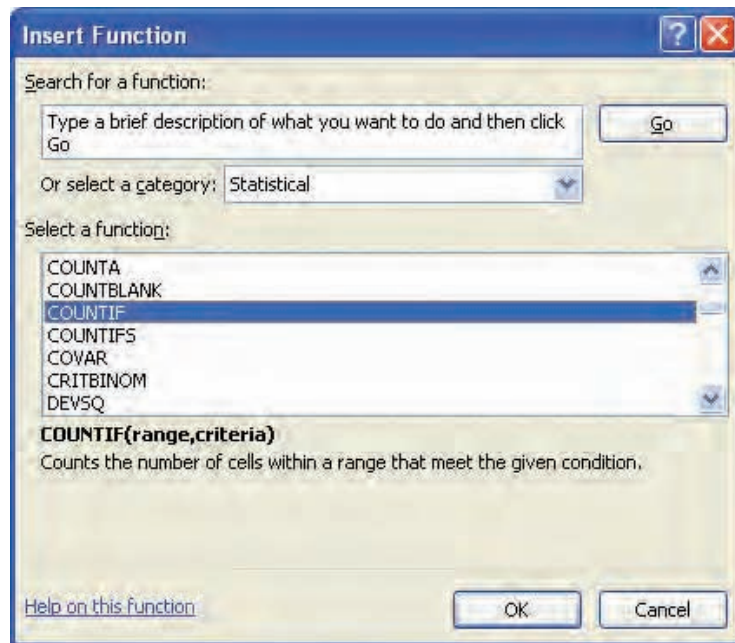 Insert Function
Search for a function:
Type a brief description of what you want to do and then click
Go
Go
Or select a category: Statistical
Select a function:
COUNTA
COUNTBLANK
COUNTIF
COUNTIFS
COVAR
CRITBINOM
DEVSQ
COUNTIF(range,criteria)
Counts the number of cells within a range that meet the given condition.
Help on this function
OK
Cancel